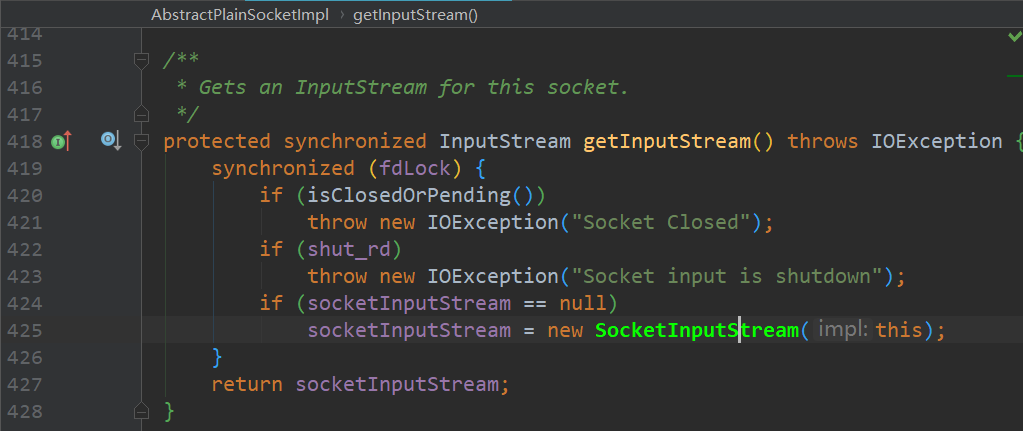 AbstractPlainSocketImpl › getInputStream()
414
415 /**
416 * Gets an InputStream for this socket.
417 */
418 protected synchronized InputStream getInputStream() throws IOException {
419 synchronized (fdLock) {
420 if (isClosedOrPending())
421 throw new IOException("Socket Closed");
422 if (shut_rd)
423 throw new IOException("Socket input is shutdown");
424 if (socketInputStream == null)
425 socketInputStream = new SocketInputStream( impl: this);
426 }
427 return socketInputStream;
428 }